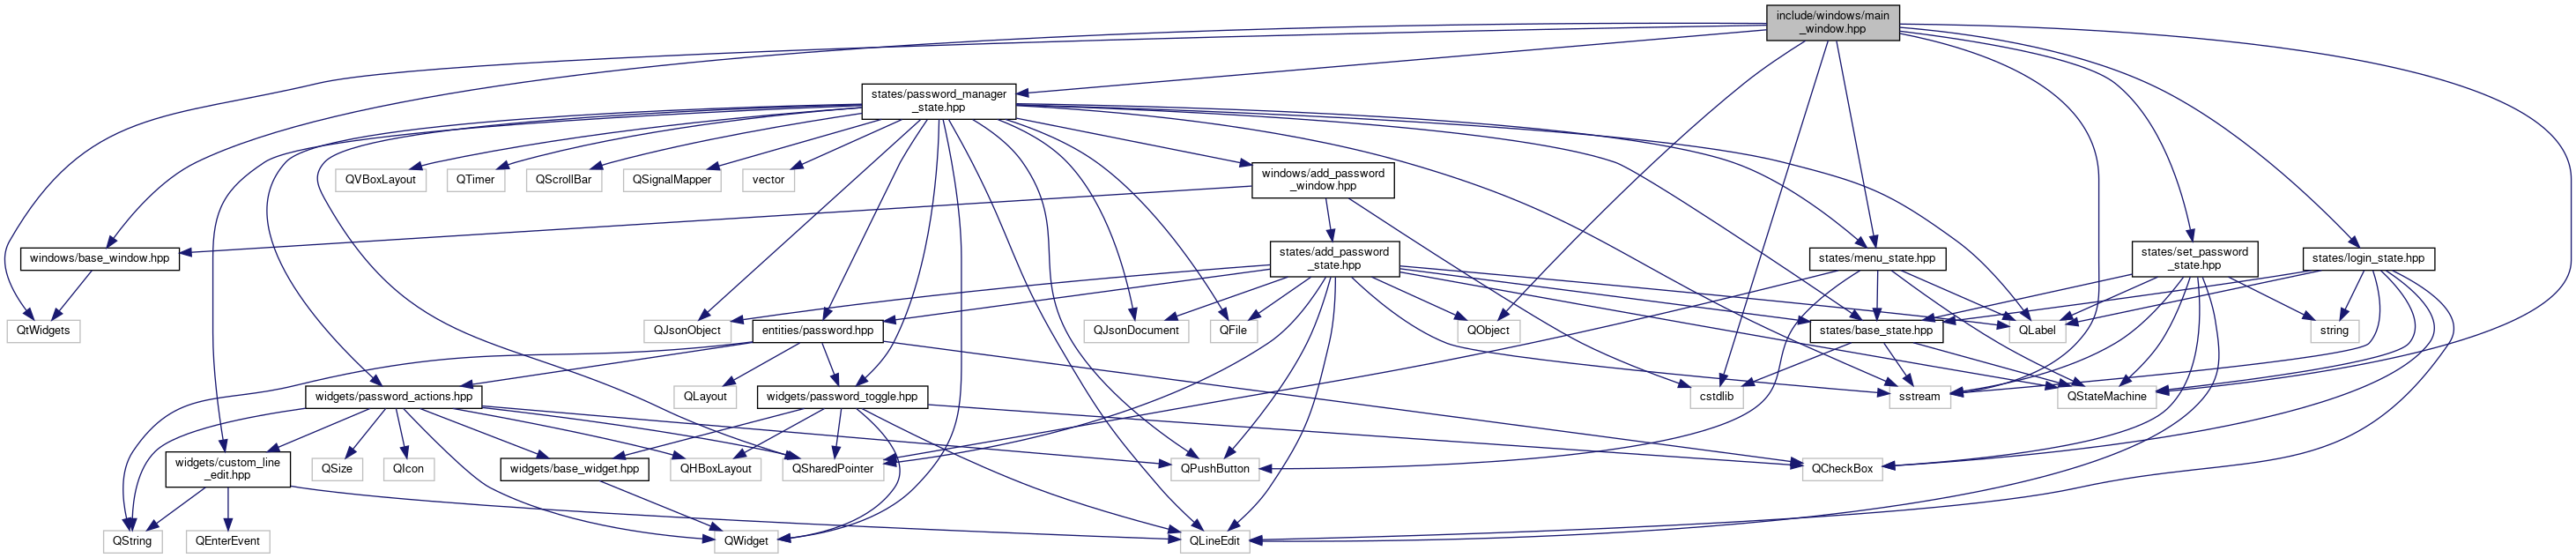 include/windows/main
_window.hpp
states/password_manager
_state.hpp
QVBoxLayout
QTimer
QScrollBar
QSignalMapper
vector
windows/add_password
_window.hpp
windows/base_window.hpp
states/add_password
_state.hpp
states/menu_state.hpp
states/set_password
_state.hpp
states/login_state.hpp
QtWidgets
QJsonObject
entities/password.hpp
QJsonDocument
QFile
QObject
states/base_state.hpp
QLabel
string
widgets/password_actions.hpp
QLayout
widgets/password_toggle.hpp
cstdlib
sstream
QStateMachine
widgets/custom_line
_edit.hpp
QSize
QIcon
widgets/base_widget.hpp
QHBoxLayout
QSharedPointer
QPushButton
QCheckBox
QString
QEnterEvent
QWidget
QLineEdit